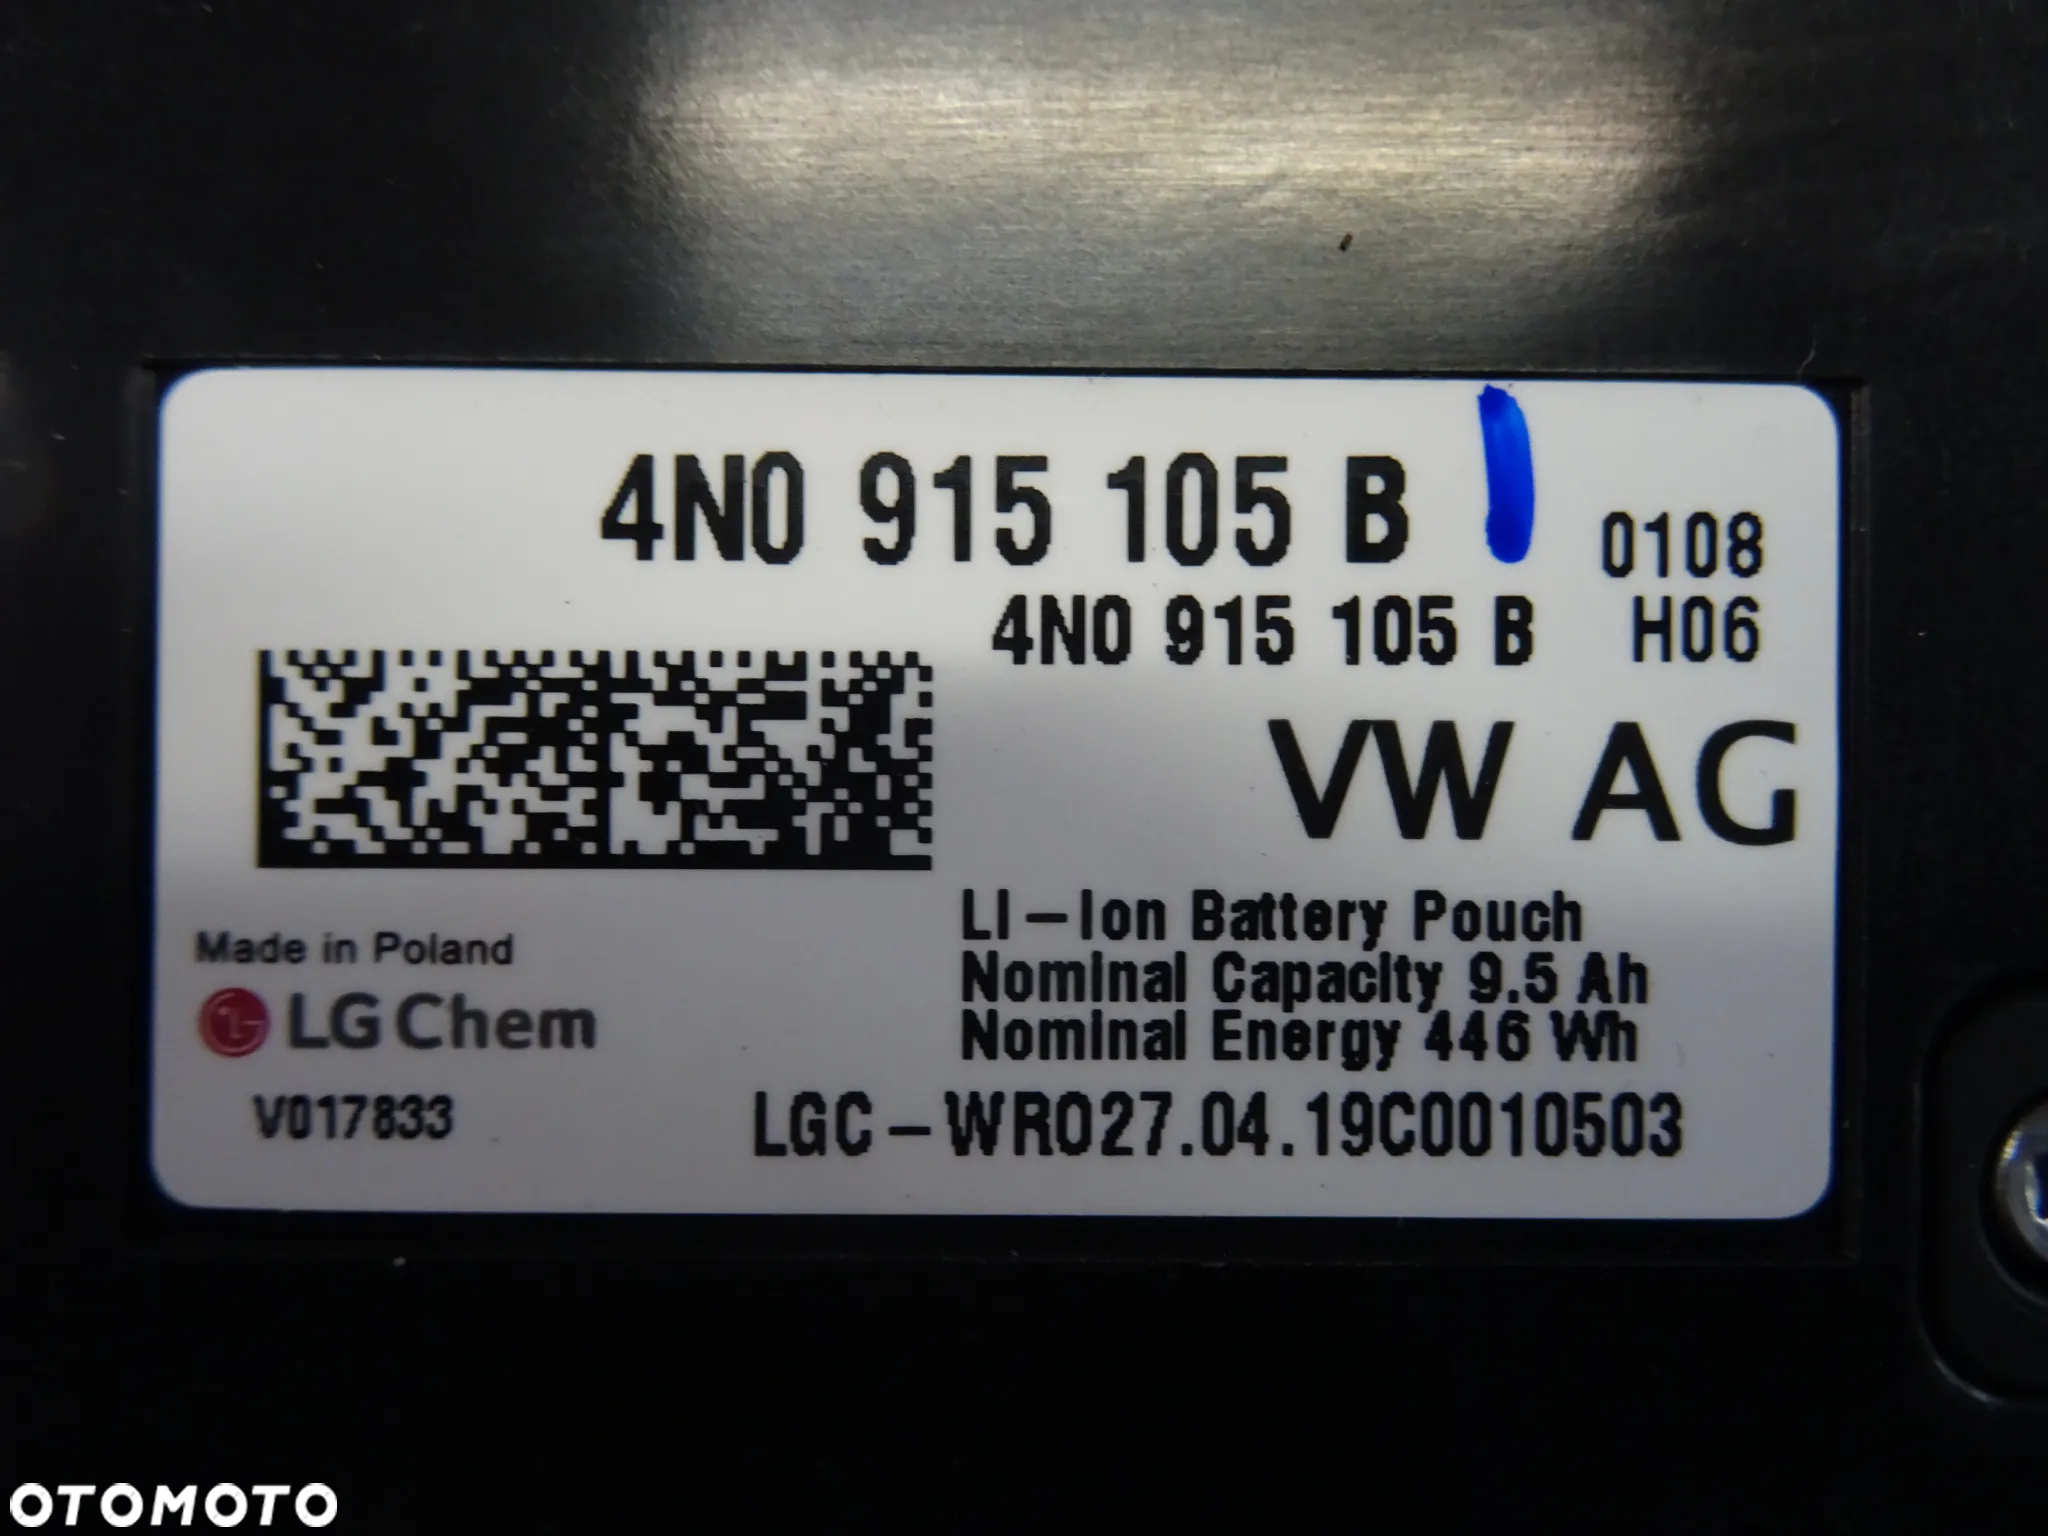 4N0 915 105 B
0108
4N0 915 105 B H06
VW AG
Made in Poland
LG Chem
V017833
LI-Ion Battery Pouch
Nominal Capacity 9.5 Ah
Nominal Energy 446 Wh
LGC-WRO27.04.19C0010503
OTOMOTO